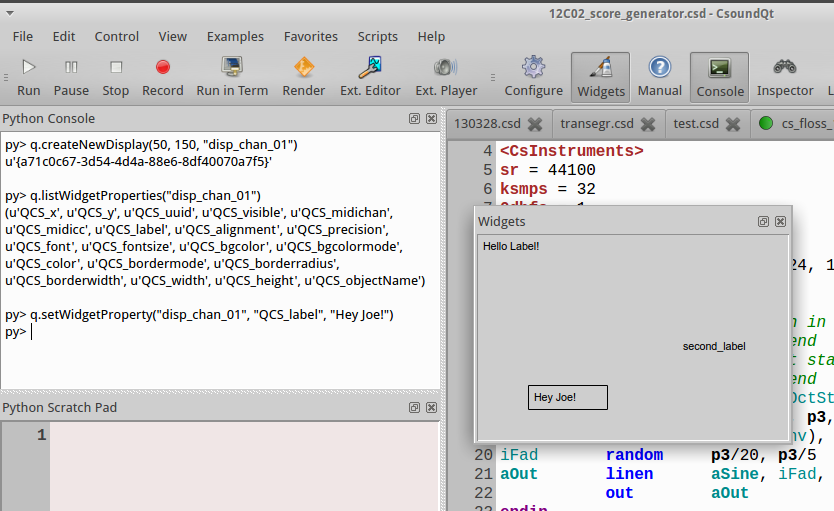 12C02_score_generator.csd - CsoundQt
File Edit Control View Examples Favorites Scripts Help
Run Pause Stop Record Run in Term Render Ext. Editor Ext. Player Configure Widgets Manual Console Inspector
Python Console
py> q.createNewDisplay(50, 150, "disp_chan_01")
u'{a71c0c67-3d54-4d4a-88e6-8df40070a7f5}'
py> q.listWidgetProperties("disp_chan_01")
(u'QCS_x', u'QCS_y', u'QCS_uuid', u'QCS_visible', u'QCS_midichan',
u'QCS_midicc', u'QCS_label', u'QCS_alignment', u'QCS_precision',
u'QCS_font', u'QCS_fontsize', u'QCS_bgcolor', u'QCS_bgcolormode',
u'QCS_color', u'QCS_bordermode', u'QCS_borderradius',
u'QCS_borderwidth', u'QCS_width', u'QCS_height', u'QCS_objectName')
py> q.setWidgetProperty("disp_chan_01", "QCS_label", "Hey Joe!")
py>
Python Scratch Pad
1
130328.csd transegr.csd test.csd cs_floss_
4 <CsInstruments>
5 sr = 44100
6 ksmps = 32
Widgets
Hello Label!
second_label
Hey Joe!
24, 1
in
end
sta
end
OctSt
p3,
nv),
20 iFad random p3/20, p3/5
21 aOut linen aSine, iFad,
22 out aOut